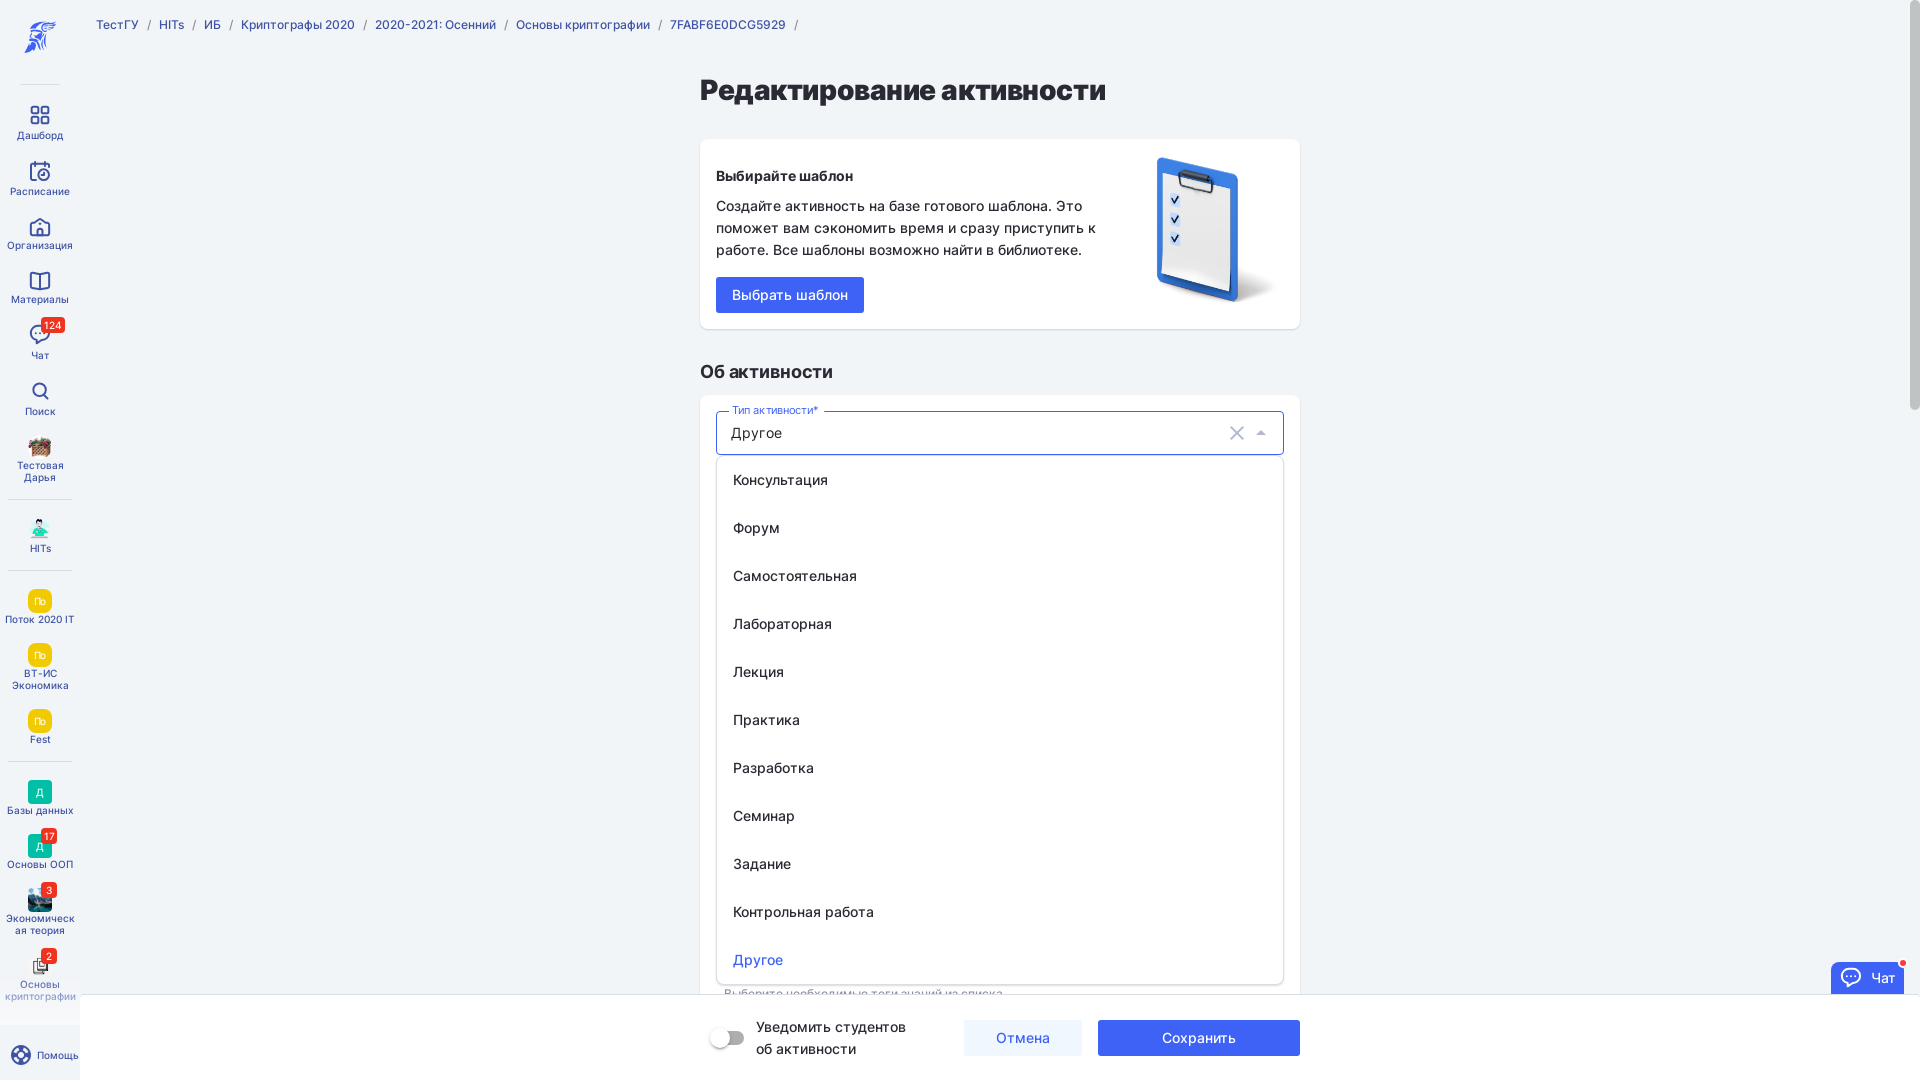 ТестГУ / HITs / ИБ / Криптографы 2020 / 2020-2021: Осенний / Основы криптографии / 7FABF6E0DCG5929 /
Дашборд
Расписание
Организация
Материалы
124
Чат
Поиск
Тестовая
Дарья
HITs
По
Поток 2020 IT
По
ВТ-ИС
Экономика
По
Fest
Д
Базы данных
17
Д
Основы ООП
3
Экономическ
ая теория
2
Основы
криптографии
Помощь
Редактирование активности
Выбирайте шаблон
Создайте активность на базе готового шаблона. Это
поможет вам сэкономить время и сразу приступить к
работе. Все шаблоны возможно найти в библиотеке.
Выбрать шаблон
Об активности
Тип активности*
Другое
Консультация
Форум
Самостоятельная
Лабораторная
Лекция
Практика
Разработка
Семинар
Задание
Контрольная работа
Другое
Выберите необходимые теги знаний из списка
Чат
Уведомить студентов
об активности
Отмена
Сохранить